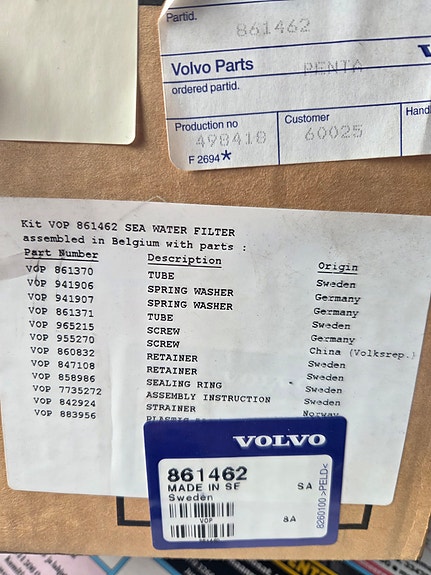 Partid.
861462
Volvo Parts PENTA
ordered partid.
Production no Customer Handl
498418 60025
F 2694*
Kit VOP 861462 SEA WATER FILTER
assembled in Belgium with parts :
Part Number Description Origin
VOP 861370 TUBE Sweden
VOP 941906 SPRING WASHER Germany
VOP 941907 SPRING WASHER Germany
VOP 861371 TUBE Sweden
VOP 965215 SCREW Germany
VOP 955270 SCREW China (Volksrep.)
VOP 860832 RETAINER Sweden
VOP 847108 RETAINER Sweden
VOP 858986 SEALING RING Sweden
VOP 7735272 ASSEMBLY INSTRUCTION Sweden
VOP 842924 STRAINER Norway
VOP 883956
VOLVO
861462
MADE IN SE SA
Sweden
VOP 8A
861462
8260100 >PELD<